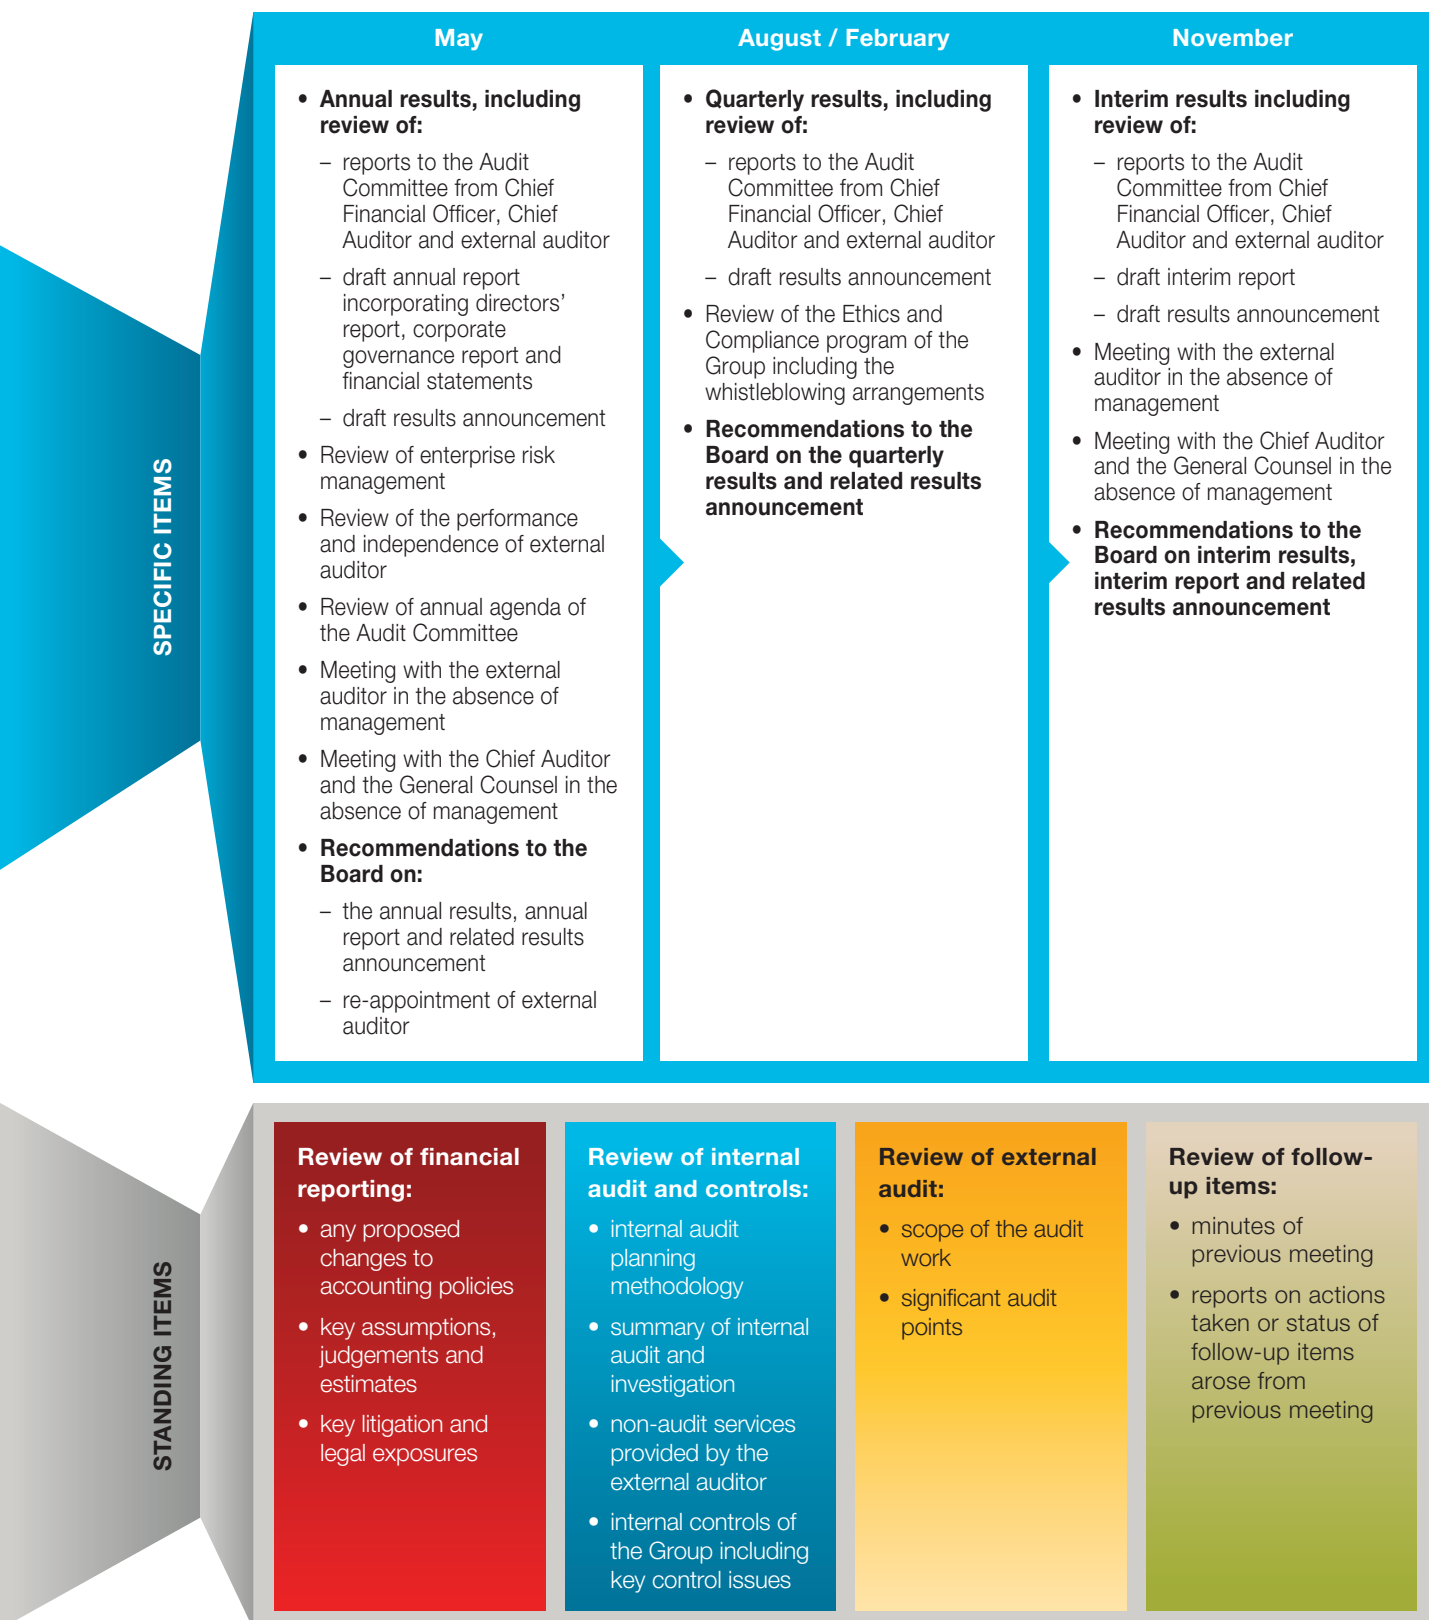 SPECIFIC ITEMS
May
• Annual results, including
review of:
– reports to the Audit
Committee from Chief
Financial Officer, Chief
Auditor and external auditor
– draft annual report
incorporating directors’
report, corporate
governance report and
financial statements
– draft results announcement
• Review of enterprise risk
management
• Review of the performance
and independence of external
auditor
• Review of annual agenda of
the Audit Committee
• Meeting with the external
auditor in the absence of
management
• Meeting with the Chief Auditor
and the General Counsel in the
absence of management
• Recommendations to the
Board on:
– the annual results, annual
report and related results
announcement
– re-appointment of external
auditor
August / February
• Quarterly results, including
review of:
– reports to the Audit
Committee from Chief
Financial Officer, Chief
Auditor and external auditor
– draft results announcement
• Review of the Ethics and
Compliance program of the
Group including the
whistleblowing arrangements
• Recommendations to the
Board on the quarterly
results and related results
announcement
November
• Interim results including
review of:
– reports to the Audit
Committee from Chief
Financial Officer, Chief
Auditor and external auditor
– draft interim report
– draft results announcement
• Meeting with the external
auditor in the absence of
management
• Meeting with the Chief Auditor
and the General Counsel in the
absence of management
• Recommendations to the
Board on interim results,
interim report and related
results announcement
STANDING ITEMS
Review of financial
reporting:
• any proposed
changes to
accounting policies
• key assumptions,
judgements and
estimates
• key litigation and
legal exposures
Review of internal
audit and controls:
• internal audit
planning
methodology
• summary of internal
audit and
investigation
• non-audit services
provided by the
external auditor
• internal controls of
the Group including
key control issues
Review of external
audit:
• scope of the audit
work
• significant audit
points
Review of follow-
up items:
• minutes of
previous meeting
• reports on actions
taken or status of
follow-up items
arose from
previous meeting